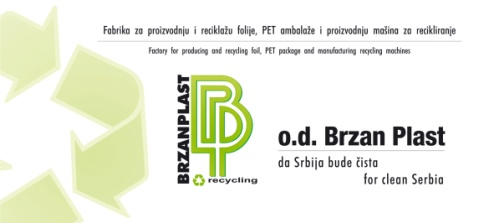 Fabrika za proizvodnju i reciklažu folije, PET ambalaže i proizvodnju mašina za recikliranje
Factory for producing and recycling foil, PET package and manufacturing recycling machines
BRZANPLAST
recycling
o.d. Brzan Plast
da Srbija bude čista
for clean Serbia